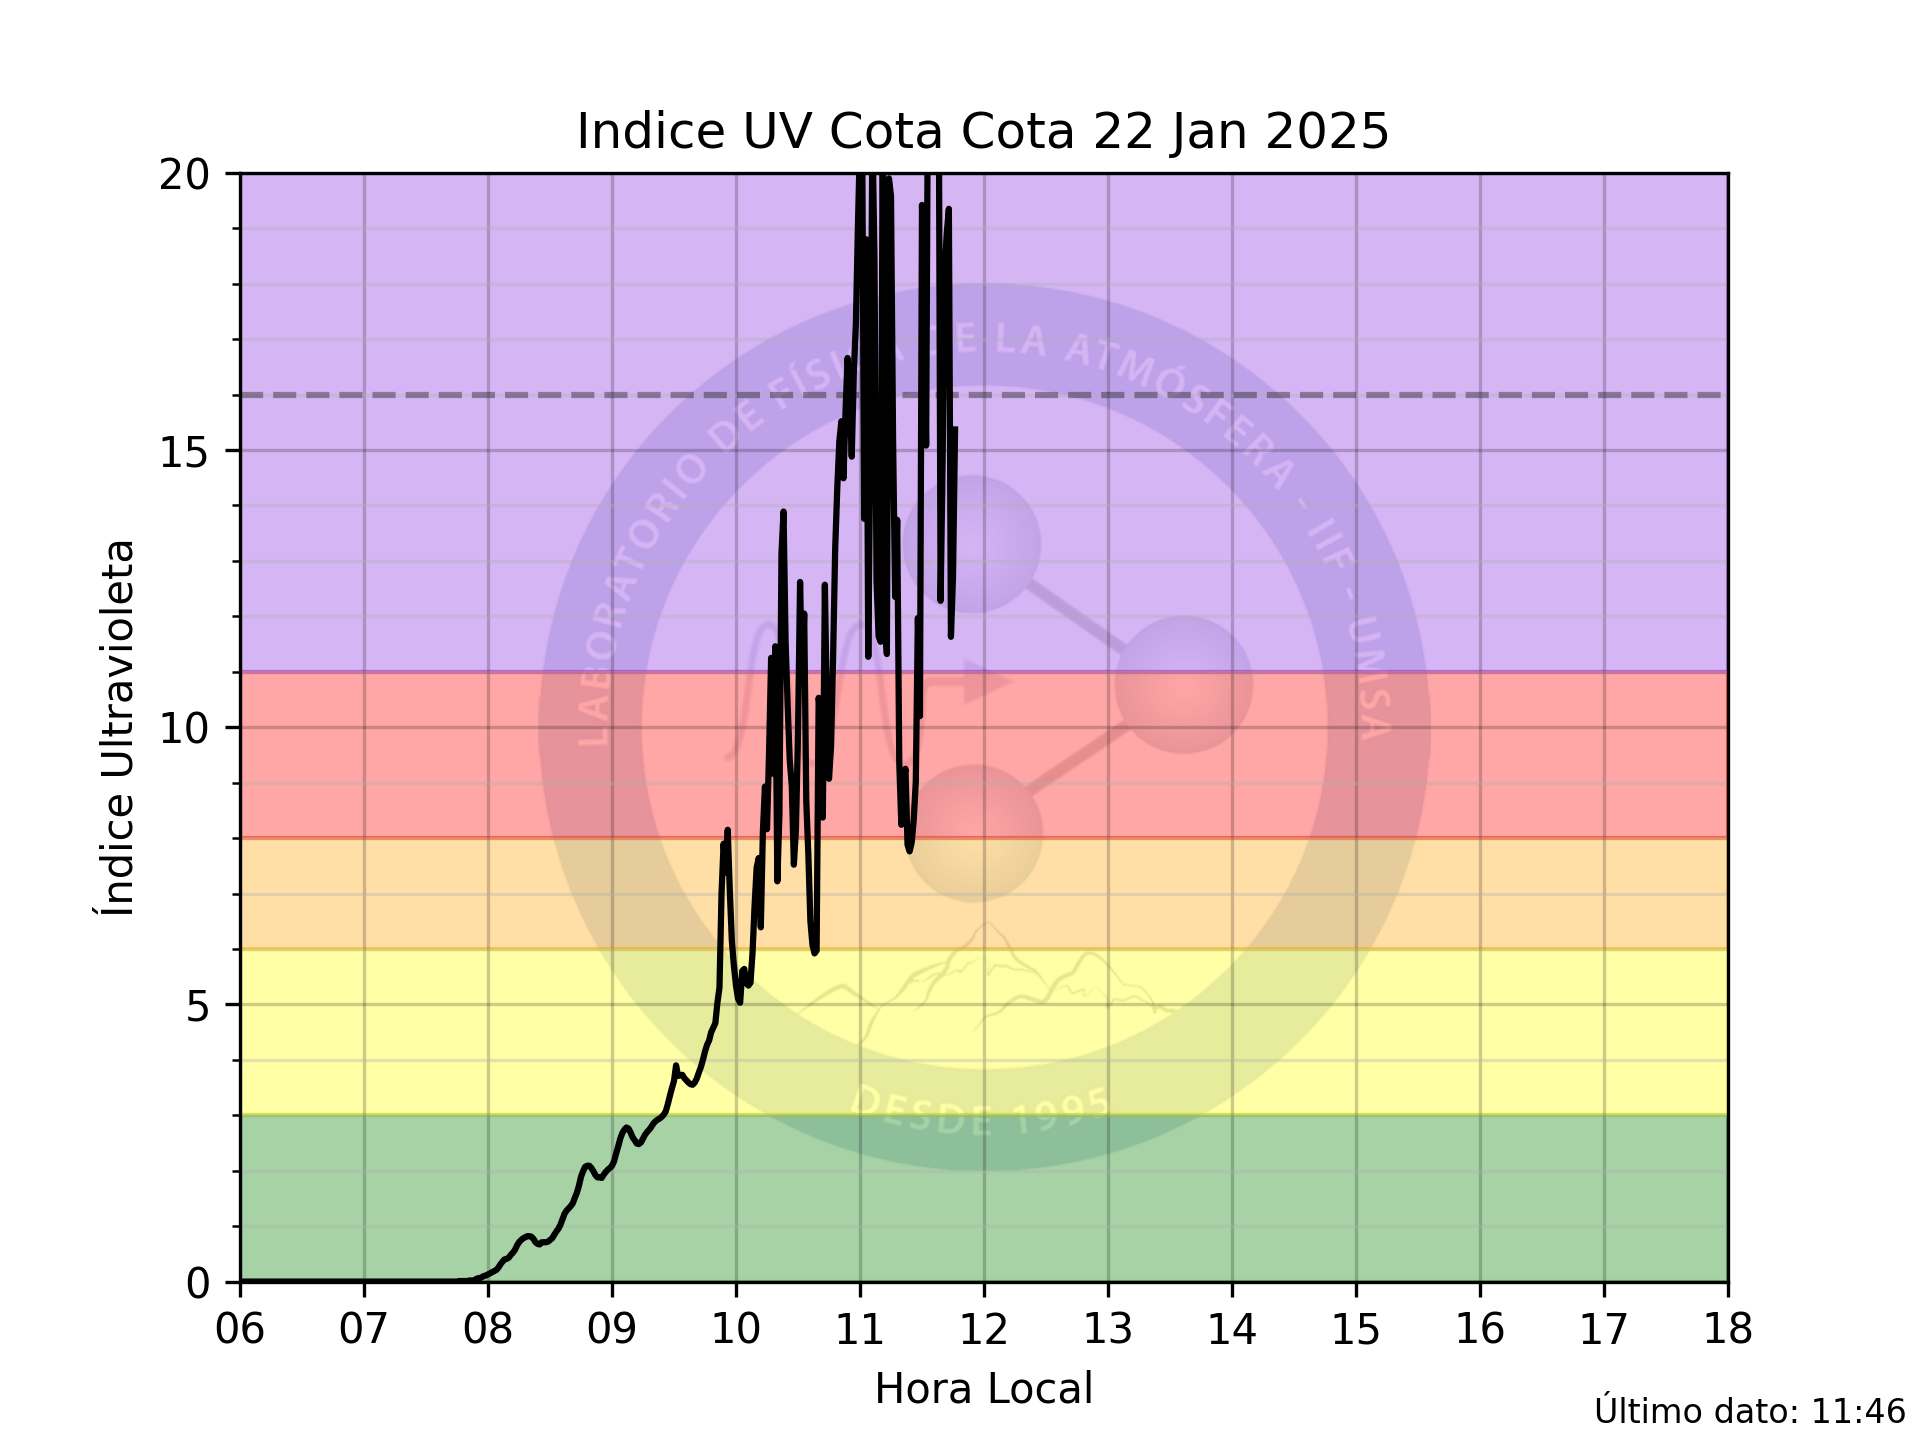 Indice UV Cota Cota 22 Jan 2025
20
15
10
5
0
Índice Ultravioleta
LABORATORIO DE FÍSICA DE LA ATMÓSFERA - IIF - UMSA
DESDE 1995
06 07 08 09 10 11 12 13 14 15 16 17 18
Hora Local
Último dato: 11:46